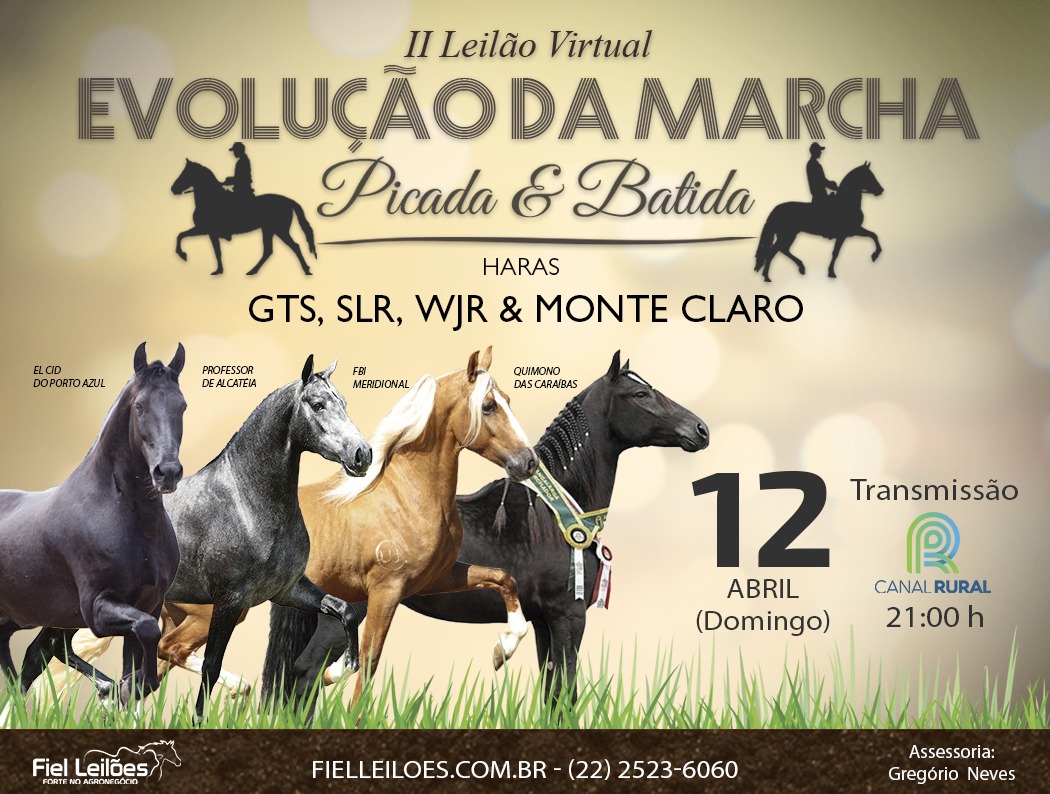 II Leilão Virtual
EVOLUÇÃO DA MARCHA
Picada & Batida
HARAS
GTS, SLR, WJR & MONTE CLARO
EL CID
DO PORTO AZUL
PROFESSOR
DE ALCATÉIA
FBI
MERIDIONAL
QUIMONO
DAS CARAÍBAS
12
ABRIL
(Domingo)
Transmissão
CANAL RURAL
21:00 h
Fiel Leilões
FORTE NO AGRONEGÓCIO
FIELLEILOES.COM.BR - (22) 2523-6060
Assessoria:
Gregório Neves